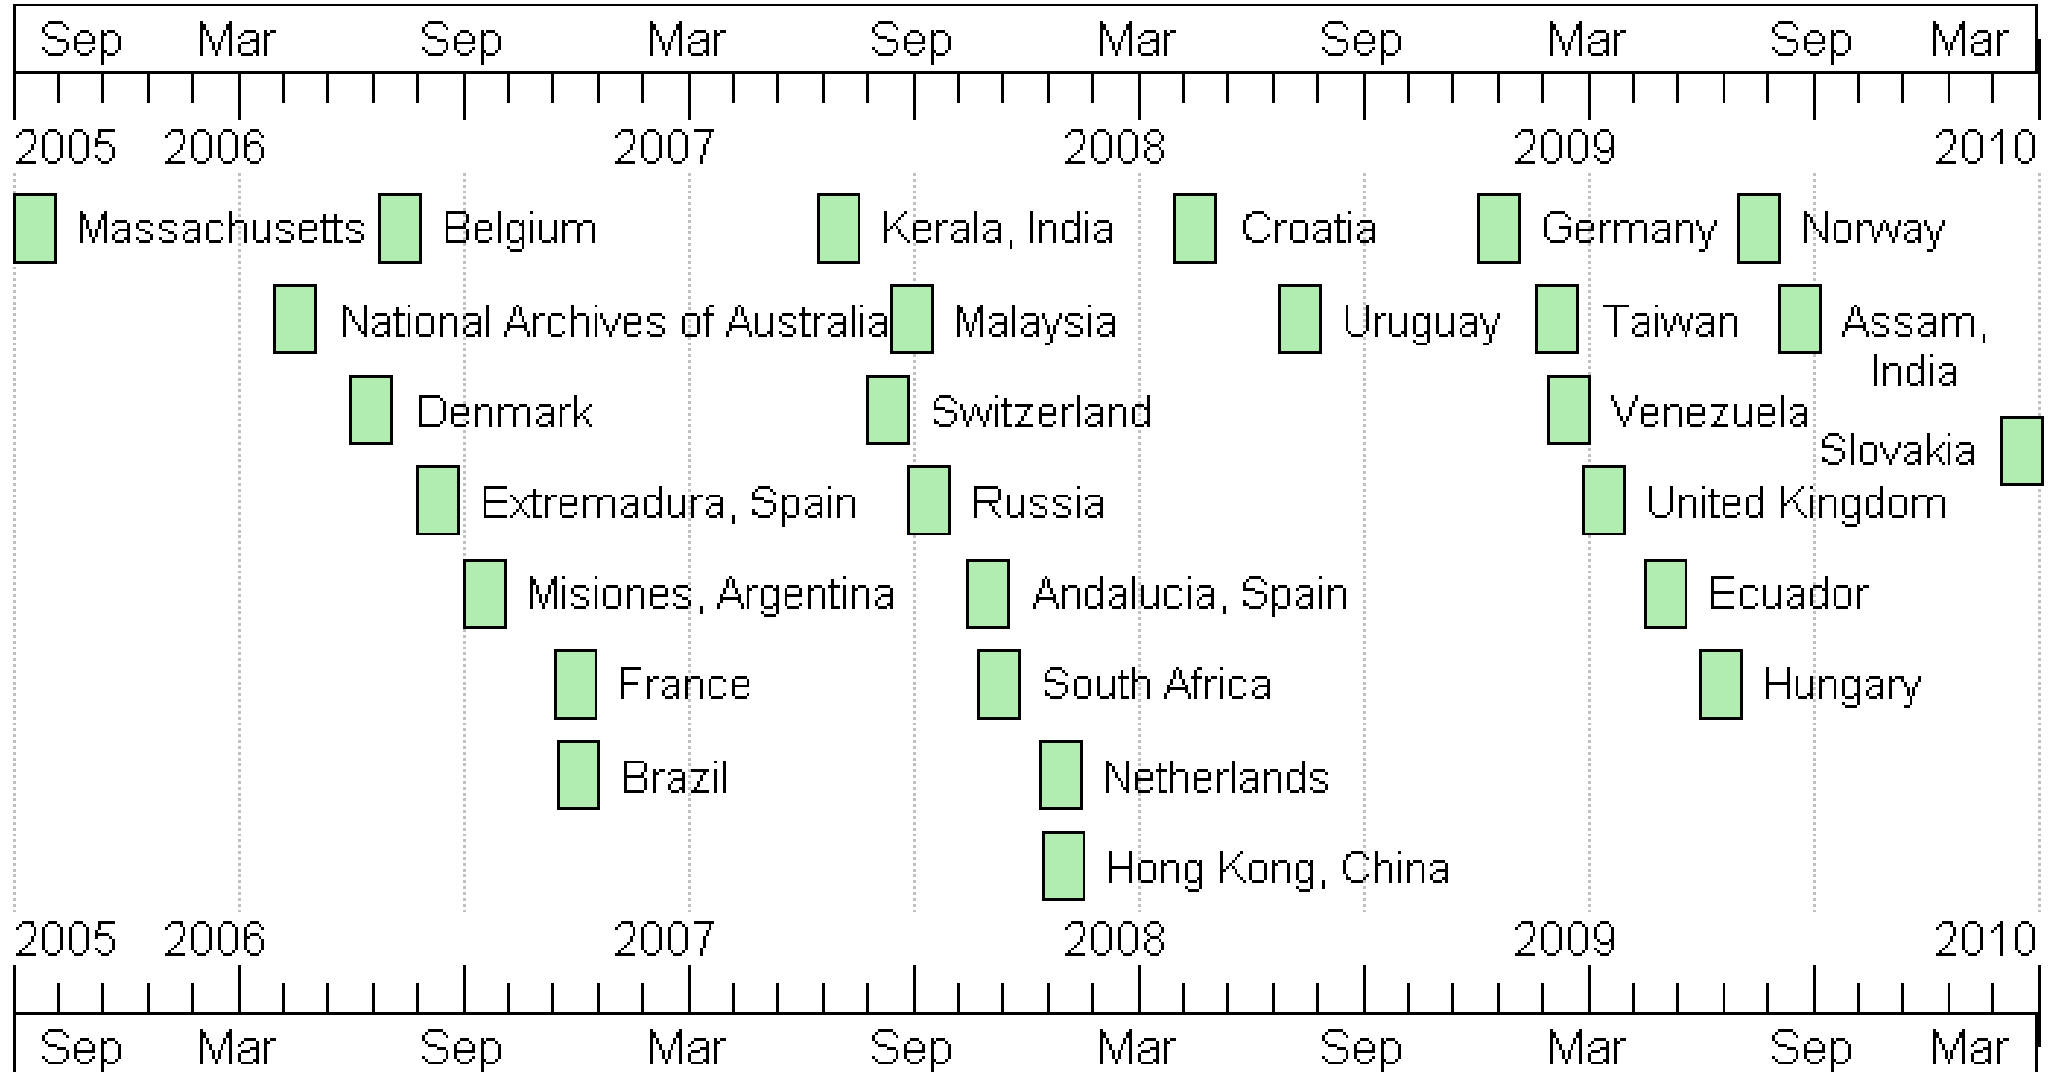 Sep Mar Sep Mar Sep Mar Sep Mar Sep Mar
2005 2006 2007 2008 2009 2010
Massachusetts Belgium Kerala, India Croatia Germany Norway
National Archives of Australia Malaysia Uruguay Taiwan Assam,
India
Denmark Switzerland Venezuela
Slovakia
Extremadura, Spain Russia United Kingdom
Misiones, Argentina Andalucia, Spain Ecuador
France South Africa Hungary
Brazil Netherlands
Hong Kong, China
2005 2006 2007 2008 2009 2010
Sep Mar Sep Mar Sep Mar Sep Mar Sep Mar